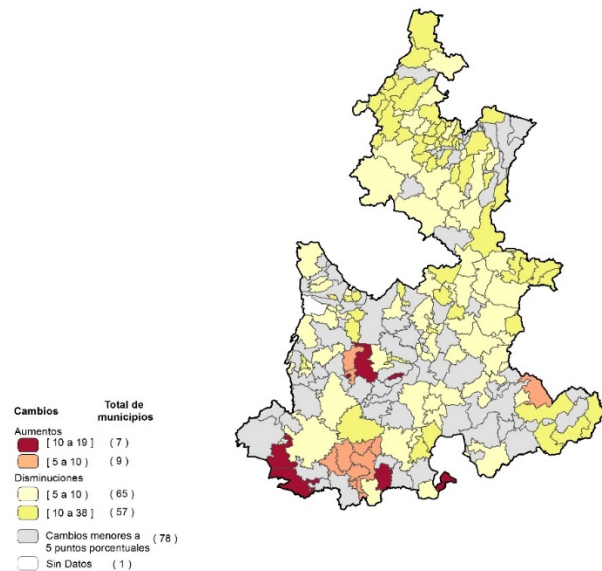 Cambios Total de municipios
Aumentos
[ 10 a 19 ] ( 7 )
[ 5 a 10 ) ( 9 )
Disminuciones
[ 5 a 10 ) ( 65 )
[ 10 a 38 ] ( 57 )
Cambios menores a
5 puntos porcentuales ( 78 )
Sin Datos ( 1 )